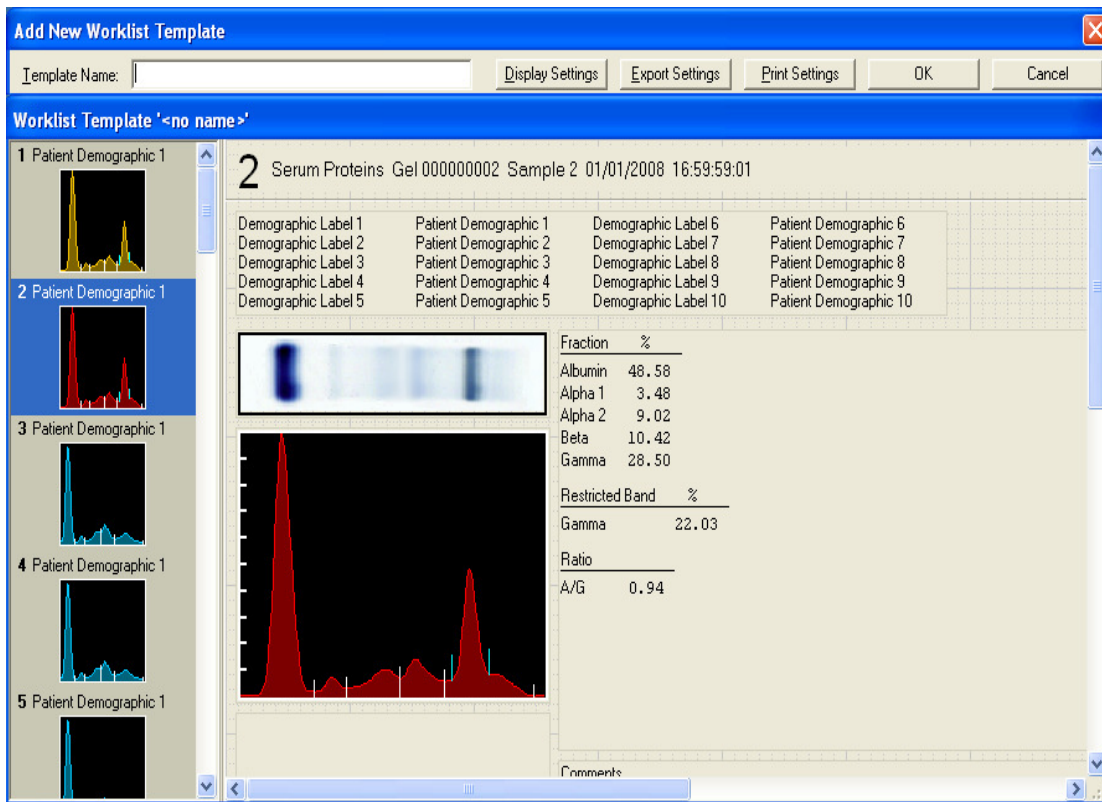 Add New Worklist Template
Template Name:
Display Settings
Export Settings
Print Settings
OK
Cancel
Worklist Template '<no name>'
1 Patient Demographic 1
2 Patient Demographic 1
3 Patient Demographic 1
4 Patient Demographic 1
5 Patient Demographic 1
2 Serum Proteins Gel 000000002 Sample 2 01/01/2008 16:59:59:01
Demographic Label 1 Patient Demographic 1 Demographic Label 6 Patient Demographic 6
Demographic Label 2 Patient Demographic 2 Demographic Label 7 Patient Demographic 7
Demographic Label 3 Patient Demographic 3 Demographic Label 8 Patient Demographic 8
Demographic Label 4 Patient Demographic 4 Demographic Label 9 Patient Demographic 9
Demographic Label 5 Patient Demographic 5 Demographic Label 10 Patient Demographic 10
Fraction %
Albumin 48.58
Alpha 1 3.48
Alpha 2 9.02
Beta 10.42
Gamma 28.50
Restricted Band %
Gamma 22.03
Ratio
A/G 0.94
Comments